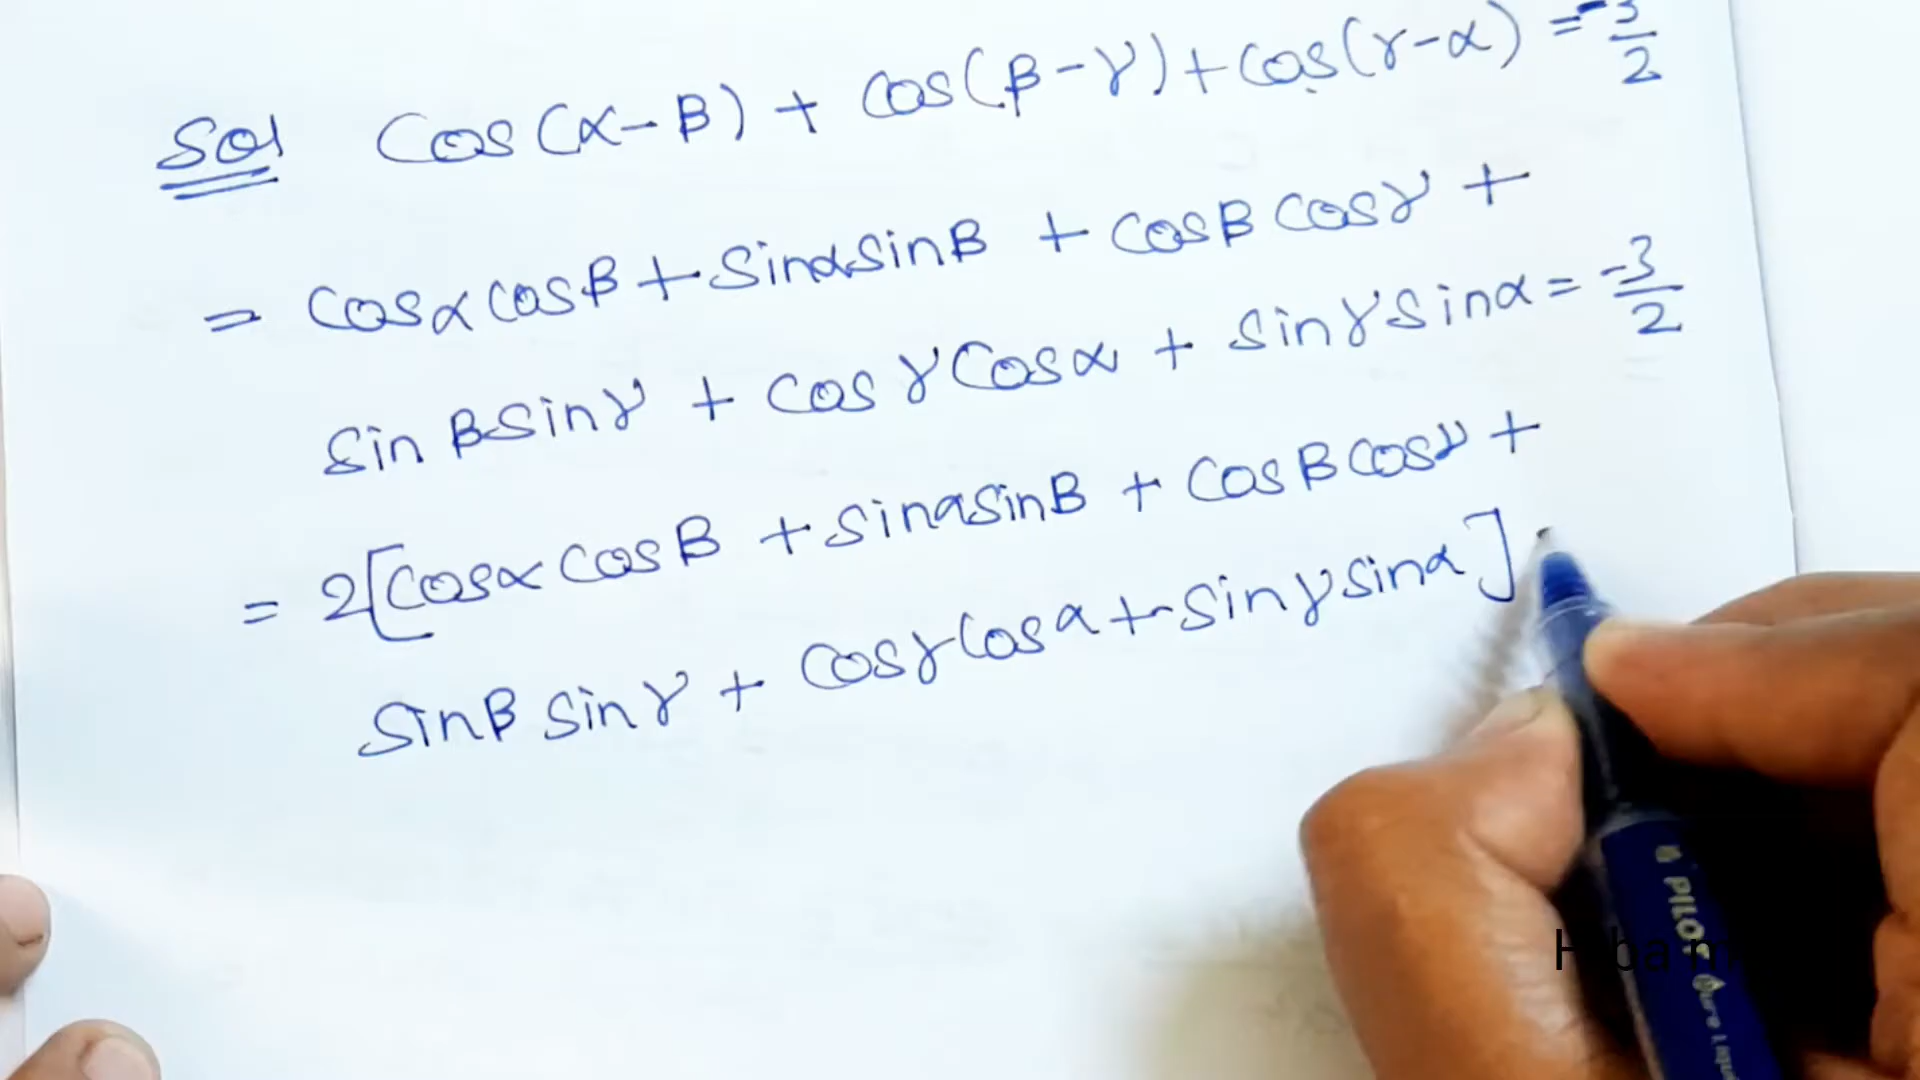 Sol cos(α-β) + cos(β-γ) + cos(γ-α) = -3/2
= cosα cosβ + sinα sinβ + cosβ cosγ +
sinβ sinγ + cosγ cosα + sinγ sinα = -3/2
= 2[cosα cosβ + sinα sinβ + cosβ cosγ +
sinβ sinγ + cosγ cosα + sinγ sinα]
PILOT